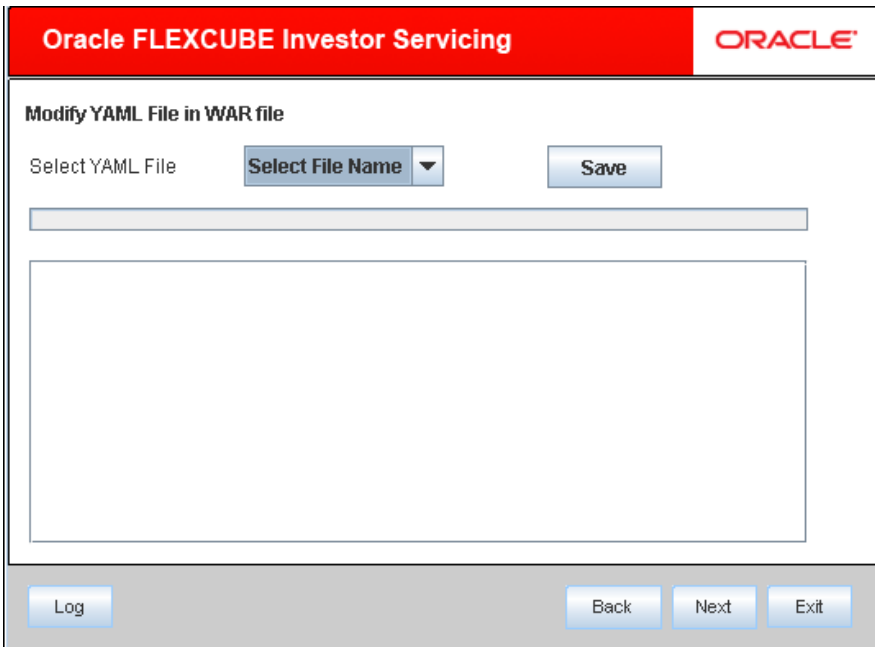 Oracle FLEXCUBE Investor Servicing
ORACLE
Modify YAML File in WAR file
Select YAML File
Select File Name
Save
Log
Back
Next
Exit